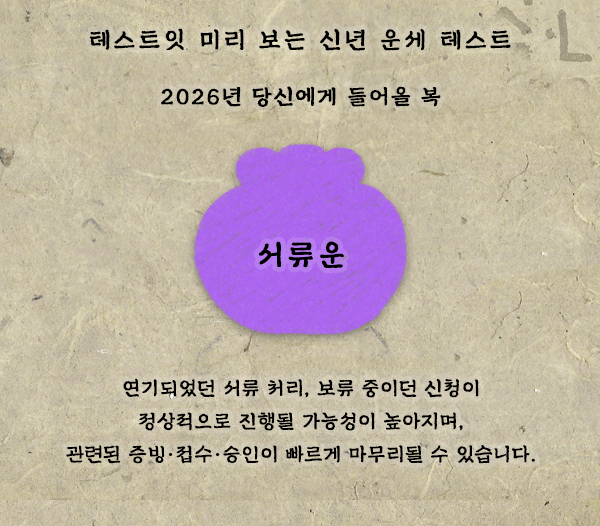 테스트잇 미리 보는 신년 운세 테스트
2026년 당신에게 들어올 복
서류운
연기되었던 서류 처리, 보류 중이던 신청이
정상적으로 진행될 가능성이 높아지며,
관련된 증빙·접수·승인이 빠르게 마무리될 수 있습니다.